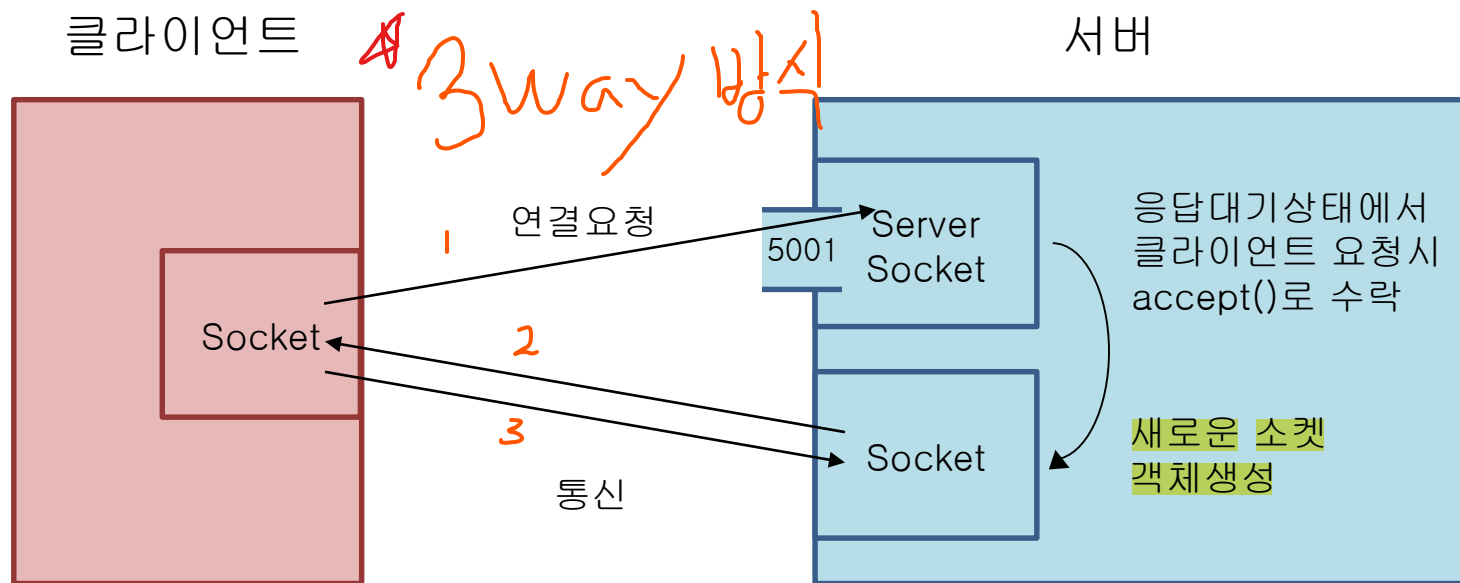 클라이언트
3way 방식
서버
연결요청
1
5001
Server
Socket
응답대기상태에서
클라이언트 요청시
accept()로 수락
Socket
2
3
통신
Socket
새로운 소켓
객체생성